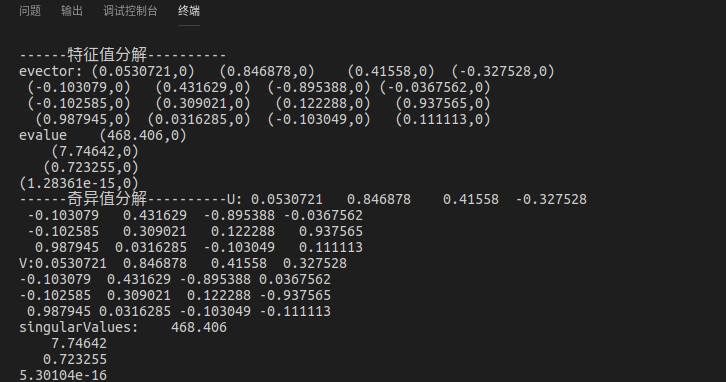 问题 输出 调试控制台 终端
------特征值分解----------
evector: (0.0530721,0) (0.846878,0) (0.41558,0) (-0.327528,0)
(-0.103079,0) (0.431629,0) (-0.895388,0) (-0.0367562,0)
(-0.102585,0) (0.309021,0) (0.122288,0) (0.937565,0)
(0.987945,0) (0.0316285,0) (-0.103049,0) (0.111113,0)
evalue (468.406,0)
(7.74642,0)
(0.723255,0)
(1.28361e-15,0)
------奇异值分解----------U: 0.0530721 0.846878 0.41558 -0.327528
-0.103079 0.431629 -0.895388 -0.0367562
-0.102585 0.309021 0.122288 0.937565
0.987945 0.0316285 -0.103049 0.111113
V:0.0530721 0.846878 0.41558 0.327528
-0.103079 0.431629 -0.895388 0.0367562
-0.102585 0.309021 0.122288 -0.937565
0.987945 0.0316285 -0.103049 -0.111113
singularValues: 468.406
7.74642
0.723255
5.30104e-16